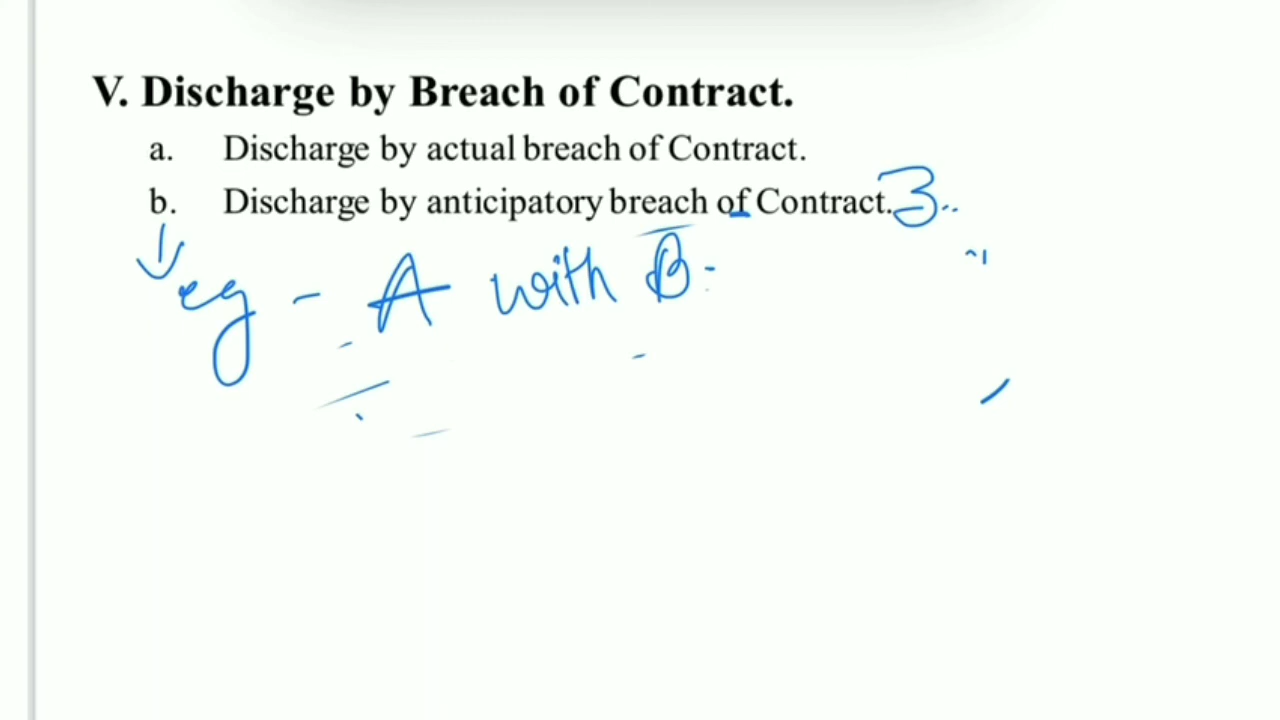 V. Discharge by Breach of Contract.
a. Discharge by actual breach of Contract.
b. Discharge by anticipatory breach of Contract. 3..
eg - A with B